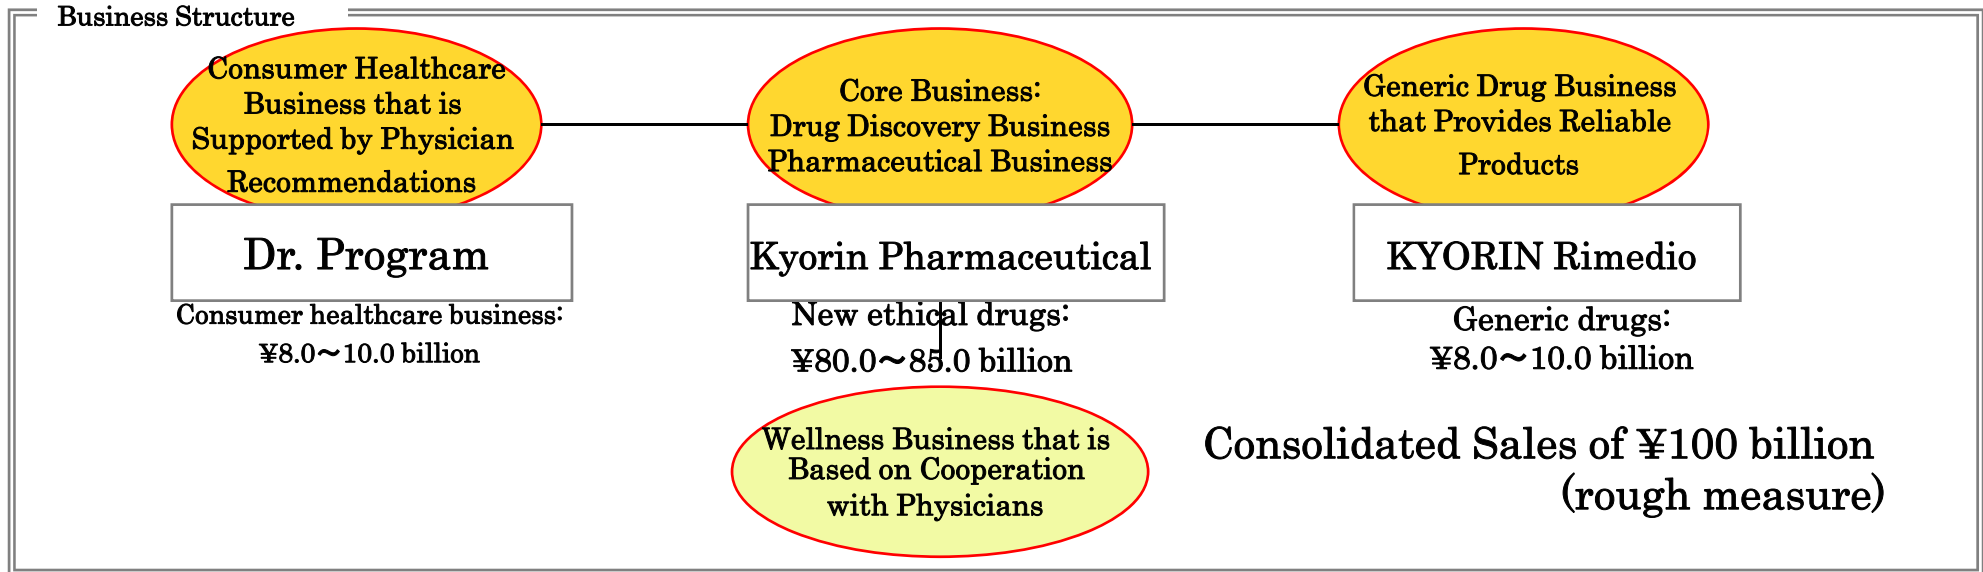 Business Structure
Consumer Healthcare
Business that is
Supported by Physician
Recommendations
Core Business:
Drug Discovery Business
Pharmaceutical Business
Generic Drug Business
that Provides Reliable
Products
Dr. Program
Kyorin Pharmaceutical
KYORIN Rimedio
Consumer healthcare business:
¥8.0～10.0 billion
New ethical drugs:
¥80.0～85.0 billion
Generic drugs:
¥8.0～10.0 billion
Wellness Business that is
Based on Cooperation
with Physicians
Consolidated Sales of ¥100 billion
(rough measure)